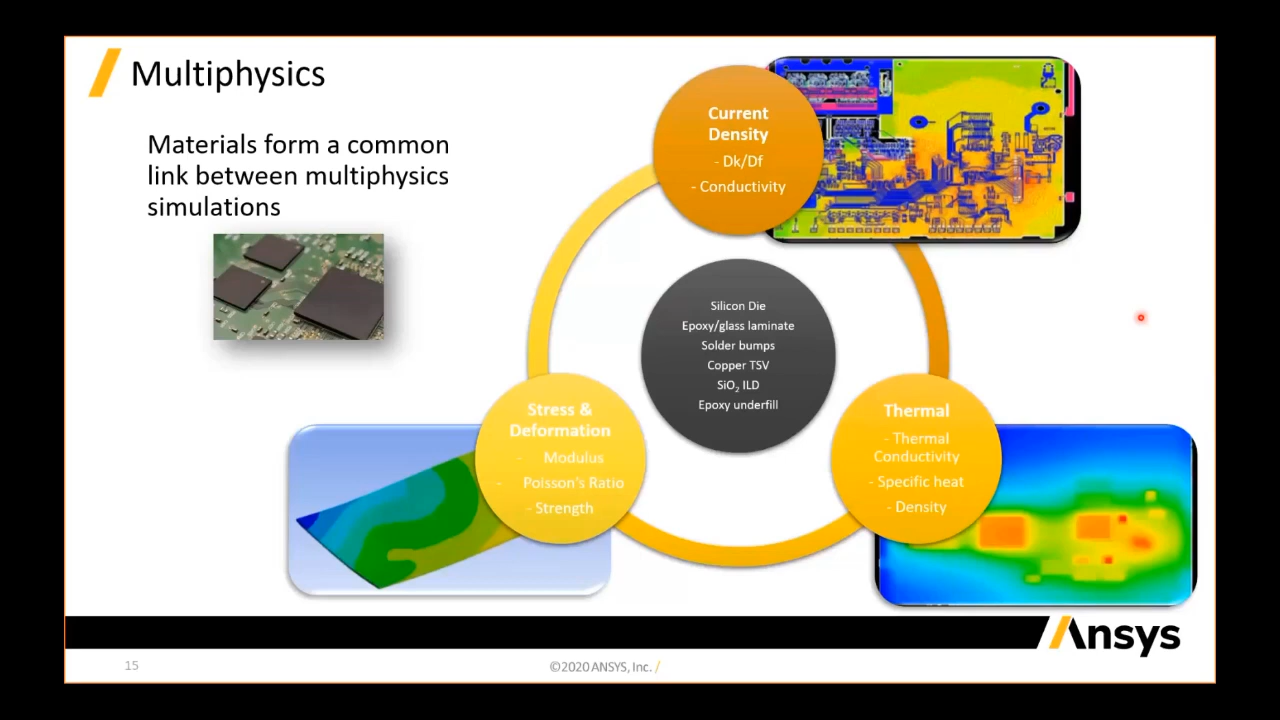 Multiphysics
Materials form a common
link between multiphysics
simulations
Current
Density
- Dk/Df
- Conductivity
Silicon Die
Epoxy/glass laminate
Solder bumps
Copper TSV
SiO₂ ILD
Epoxy underfill
Stress &
Deformation
- Modulus
- Poisson's Ratio
- Strength
Thermal
- Thermal
Conductivity
- Specific heat
- Density
Ansys
15
©2020 ANSYS, Inc. /